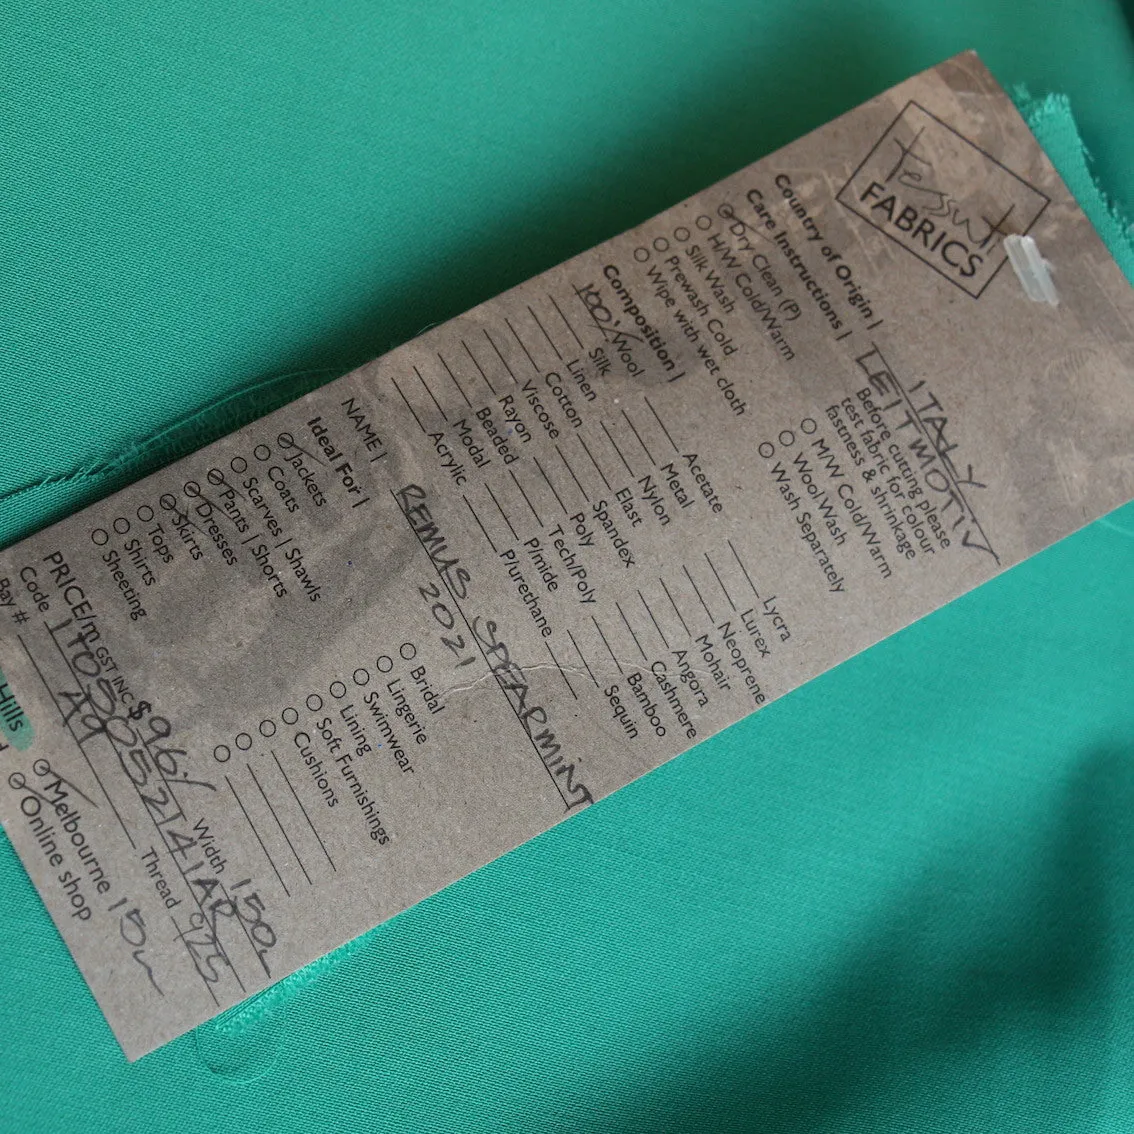 tessuti
FABRICS
Country of Origin | ITALY
LEITMOTIV
Care Instructions |
Before cutting please
test fabric for colour
fastness & shrinkage
Dry Clean (P)
H/W Cold/Warm
Silk Wash
Prewash Cold
Wipe with wet cloth
M/W Cold/Warm
Wool Wash
Wash Separately
Composition |
100% Wool
Silk
Linen
Cotton
Viscose
Rayon
Beaded
Modal
Acrylic
Acetate
Metal
Nylon
Elast
Spandex
Poly
Tech/Poly
P/mide
P/urethane
Lycra
Lurex
Neoprene
Mohair
Angora
Cashmere
Bamboo
Sequin
NAME | REMUS SPEARMINT
2021
Ideal For |
Jackets
Coats
Scarves | Shawls
Pants | Shorts
Dresses
Skirts
Tops
Shirts
Sheeting
Bridal
Lingerie
Swimwear
Lining
Soft Furnishings
Cushions
PRICE/m GST INC $96 Width 150
Code
Bay # A9 Thread 975
Hills
Melbourne 15m
Online shop